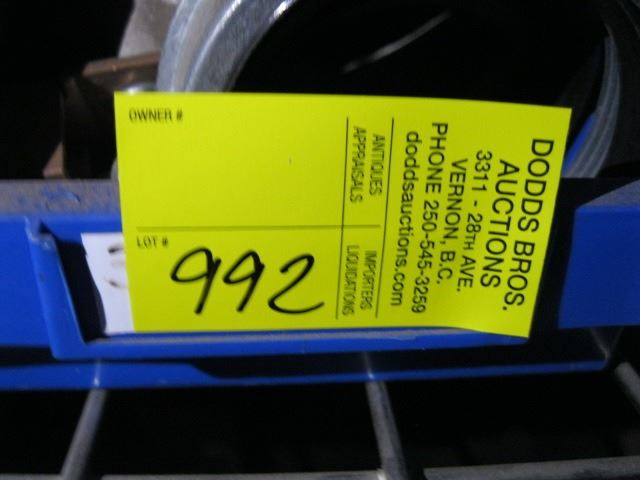 DODDS BROS.
AUCTIONS
3311 - 28TH AVE.
VERNON, B.C.
PHONE 250-545-3259
doddsauctions.com
ANTIQUES
APPRAISALS
IMPORTERS
LIQUIDATIONS
OWNER #
LOT #
992